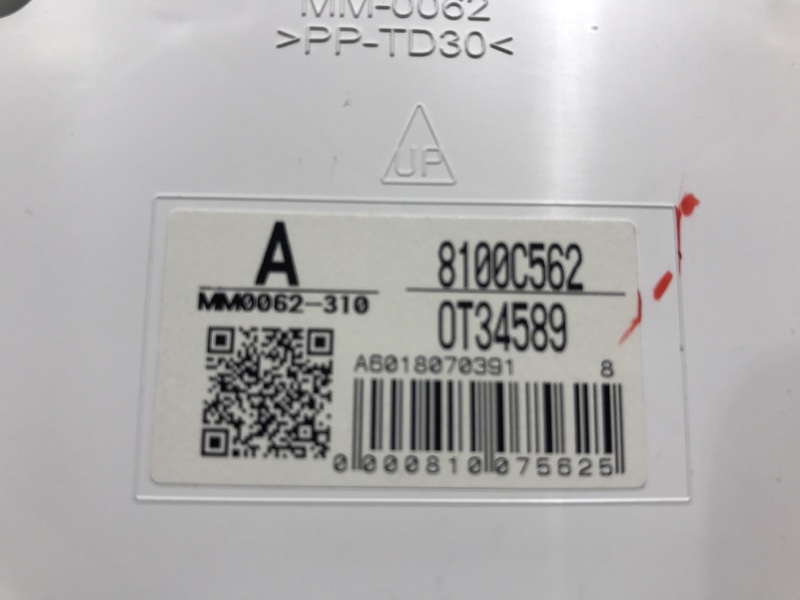 MM-0062
>PP-TD30<
UP
A
8100C562
MM0062-310
0T34589
A6018070391 8
0000810075625